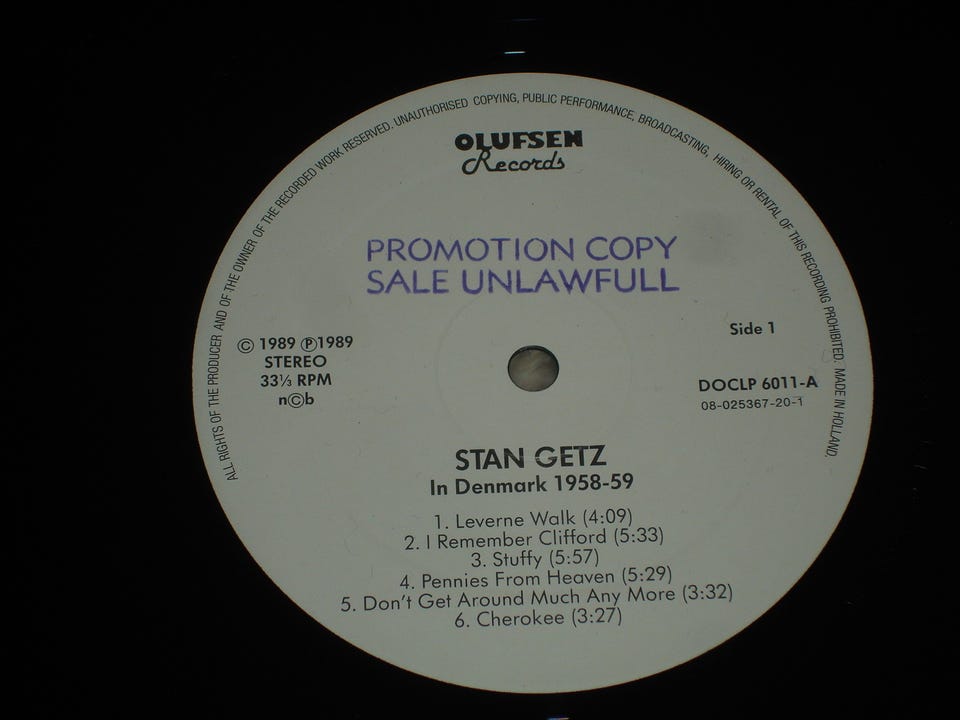 ALL RIGHTS OF THE PRODUCER AND OF THE OWNER OF THE RECORDED WORK RESERVED. UNAUTHORISED COPYING, PUBLIC PERFORMANCE, BROADCASTING, HIRING OR RENTAL OF THIS RECORDING PROHIBITED. MADE IN HOLLAND.
OLUFSEN
Records
PROMOTION COPY
SALE UNLAWFULL
© 1989 ℗1989
STEREO
33⅓ RPM
n©b
Side 1
DOCLP 6011-A
08-025367-20-1
STAN GETZ
In Denmark 1958-59
1. Leverne Walk (4:09)
2. I Remember Clifford (5:33)
3. Stuffy (5:57)
4. Pennies From Heaven (5:29)
5. Don't Get Around Much Any More (3:32)
6. Cherokee (3:27)